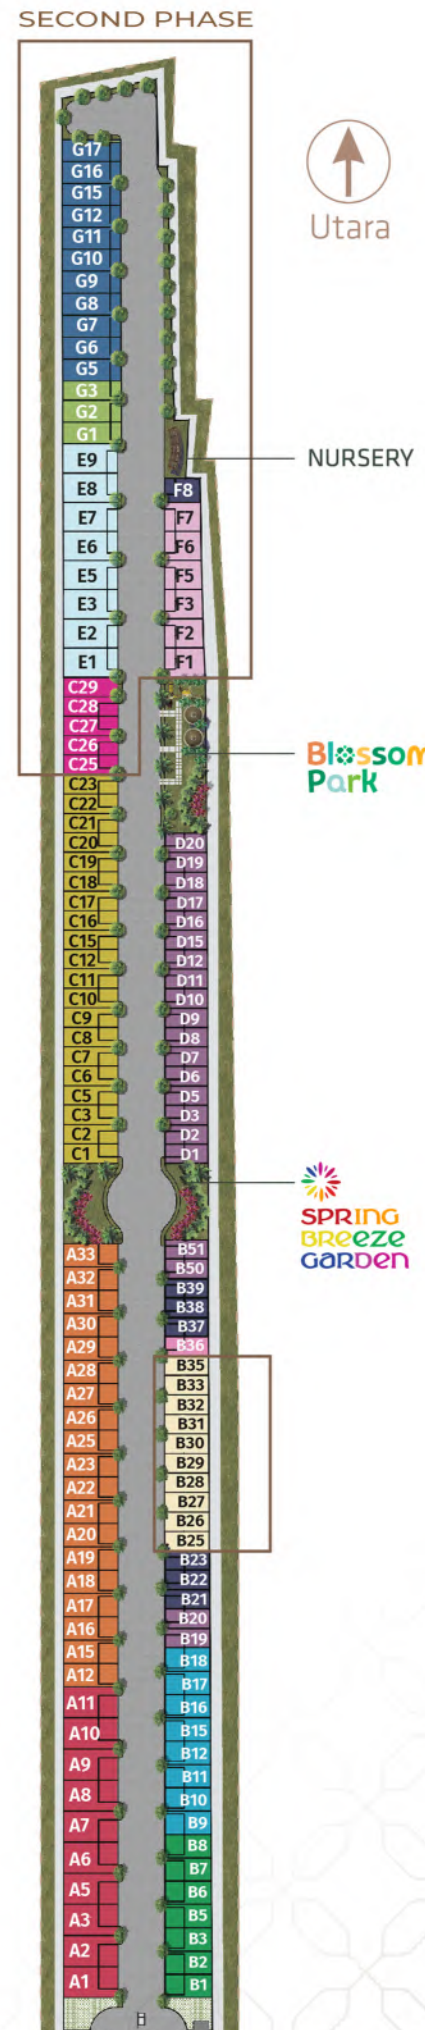 SECOND PHASE
Utara
G17
G16
G15
G12
G11
G10
G9
G8
G7
G6
G5
G3
G2
G1
NURSERY
E9
E8
E7
E6
E5
E3
E2
E1
F8
F7
F6
F5
F3
F2
F1
C29
C28
C27
C26
C25
Blossom
Park
C23
C22
C21
C20
C19
C18
C17
C16
C15
C12
C11
C10
C9
C8
C7
C6
C5
C3
C2
C1
D20
D19
D18
D17
D16
D15
D12
D11
D10
D9
D8
D7
D6
D5
D3
D2
D1
SPRING
BREEZE
GARDEN
A33
A32
A31
A30
A29
A28
A27
A26
A25
A23
A22
A21
A20
A19
A18
A17
A16
A15
A12
A11
A10
A9
A8
A7
A6
A5
A3
A2
A1
B51
B50
B39
B38
B37
B36
B35
B33
B32
B31
B30
B29
B28
B27
B26
B25
B23
B22
B21
B20
B19
B18
B17
B16
B15
B12
B11
B10
B9
B8
B7
B6
B5
B3
B2
B1